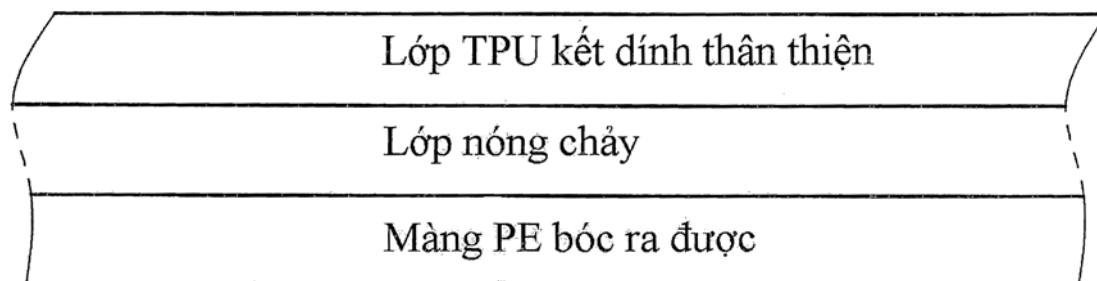 Lớp TPU kết dính thân thiện
Lớp nóng chảy
Màng PE bóc ra được